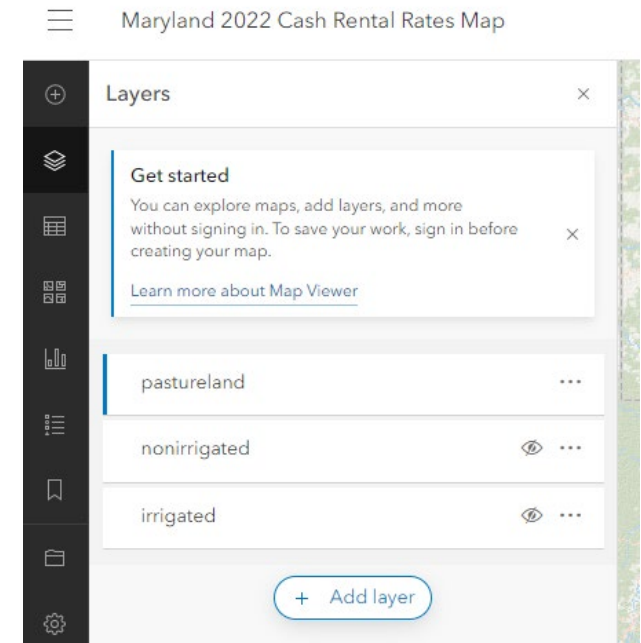 Maryland 2022 Cash Rental Rates Map
Layers
Get started
You can explore maps, add layers, and more
without signing in. To save your work, sign in before
creating your map.
Learn more about Map Viewer
pastureland
nonirrigated
irrigated
+ Add layer